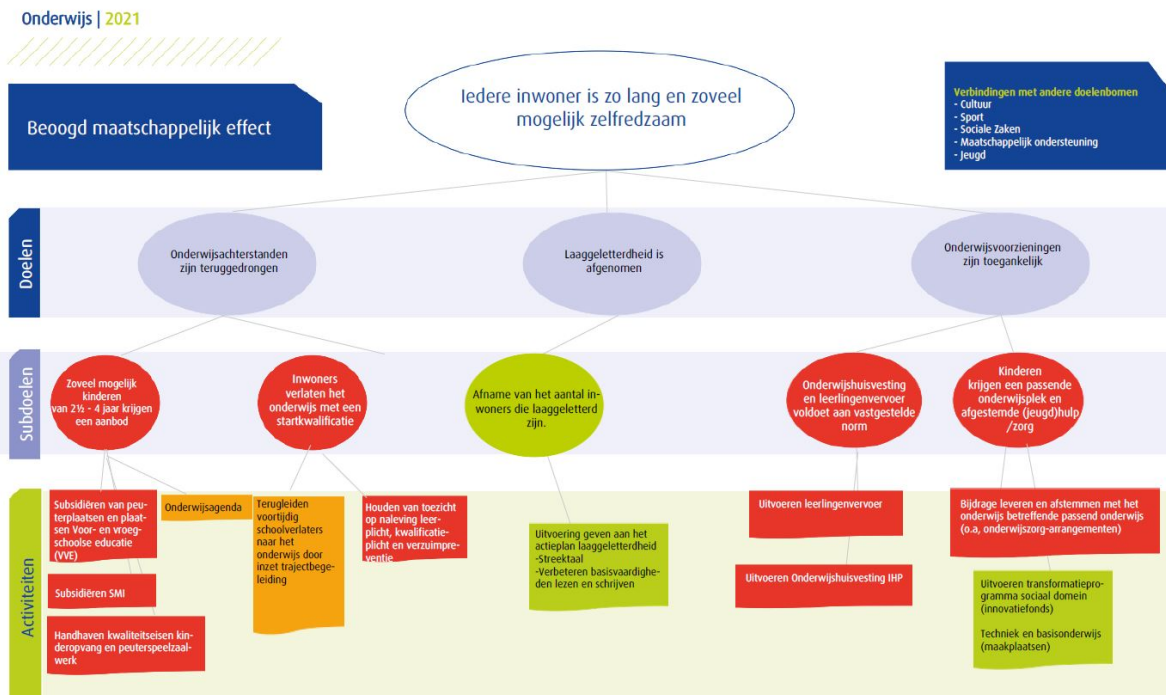 Onderwijs | 2021
Beoogd maatschappelijk effect
Iedere inwoner is zo lang en zoveel
mogelijk zelfredzaam
Verbindingen met andere doelenbomen
- Cultuur
- Sport
- Sociale Zaken
- Maatschappelijk ondersteuning
- Jeugd
Doelen
Onderwijsachterstanden
zijn teruggedrongen
Laaggeletterdheid is
afgenomen
Onderwijsvoorzieningen
zijn toegankelijk
Subdoelen
Zoveel mogelijk
kinderen
van 2½ - 4 jaar krijgen
een aanbod
Inwoners
verlaten het
onderwijs met een
startkwalificatie
Afname van het aantal in-
woners die laaggeletterd
zijn.
Onderwijshuisvesting
en leerlingenvervoer
voldoet aan vastgestelde
norm
Kinderen
krijgen een passende
onderwijsplek en
afgestemde (jeugd)hulp
/zorg
Activiteiten
Subsidiëren van peu-
terplaatsen en plaat-
sen Voor- en vroeg-
schoolse educatie
(VVE)
Subsidiëren SMI
Handhaven kwaliteitseisen kin-
deropvang en peuterspeelzaal-
werk
Onderwijsagenda
Terugleiden
voortijdig
schoolverlaters
naar het
onderwijs door
inzet trajectbege-
leiding
Houden van toezicht
op naleving leer-
plicht, kwalificatie-
plicht en verzuimpre-
ventie
Uitvoering geven aan het
actieplan laaggeletterdheid
-Streektaal
-Verbeteren basisvaardighe-
den lezen en schrijven
Uitvoeren leerlingenvervoer
Uitvoeren Onderwijshuisvesting IHP
Bijdrage leveren en afstemmen met het
onderwijs betreffende passend onderwijs
(o.a, onderwijszorg-arrangementen)
Uitvoeren transformatiepro-
gramma sociaal domein
(innovatiefonds)
Techniek en basisonderwijs
(maakplaatsen)